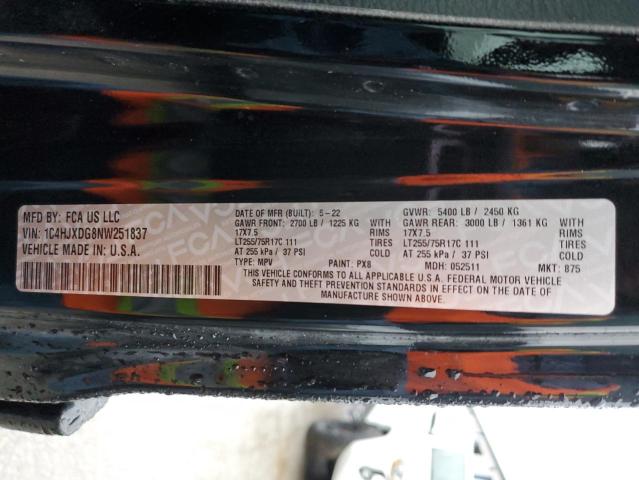 MFD BY: FCA US LLC
VIN: 1C4HJXDG8NW251837
VEHICLE MADE IN: U.S.A.
DATE OF MFR (BUILT): 5-22 GVWR: 5400 LB / 2450 KG
GAWR FRONT: 2700 LB / 1225 KG WITH GAWR REAR: 3000 LB / 1361 KG WITH
17X7.5 RIMS 17X7.5 RIMS
LT255/75R17C 111 TIRES LT255/75R17C 111 TIRES
AT 255 kPa / 37 PSI COLD AT 255 kPa / 37 PSI COLD
TYPE: MPV PAINT: PX8 MDH: 052511 MKT: 875
THIS VEHICLE CONFORMS TO ALL APPLICABLE U.S.A. FEDERAL MOTOR VEHICLE
SAFETY AND THEFT PREVENTION STANDARDS IN EFFECT ON THE DATE OF
MANUFACTURE SHOWN ABOVE.